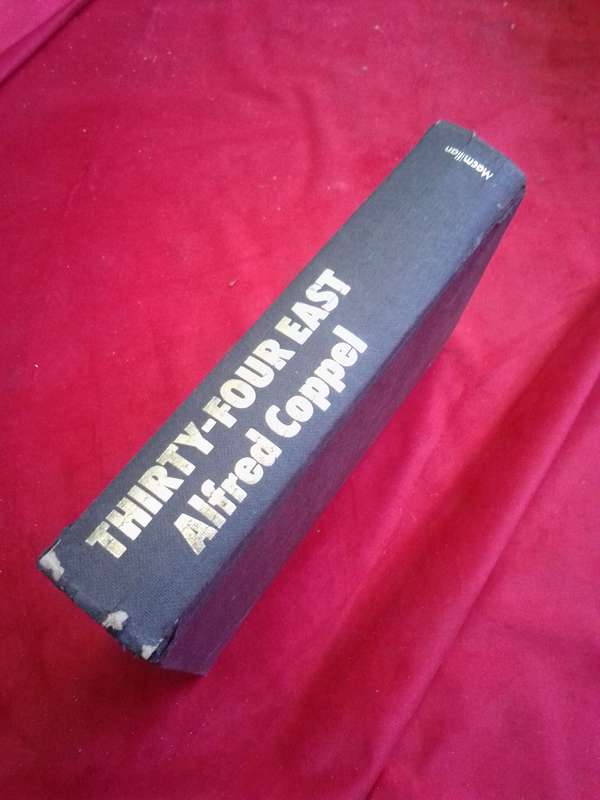 THIRTY-FOUR EAST
Alfred Coppel
Macmillan